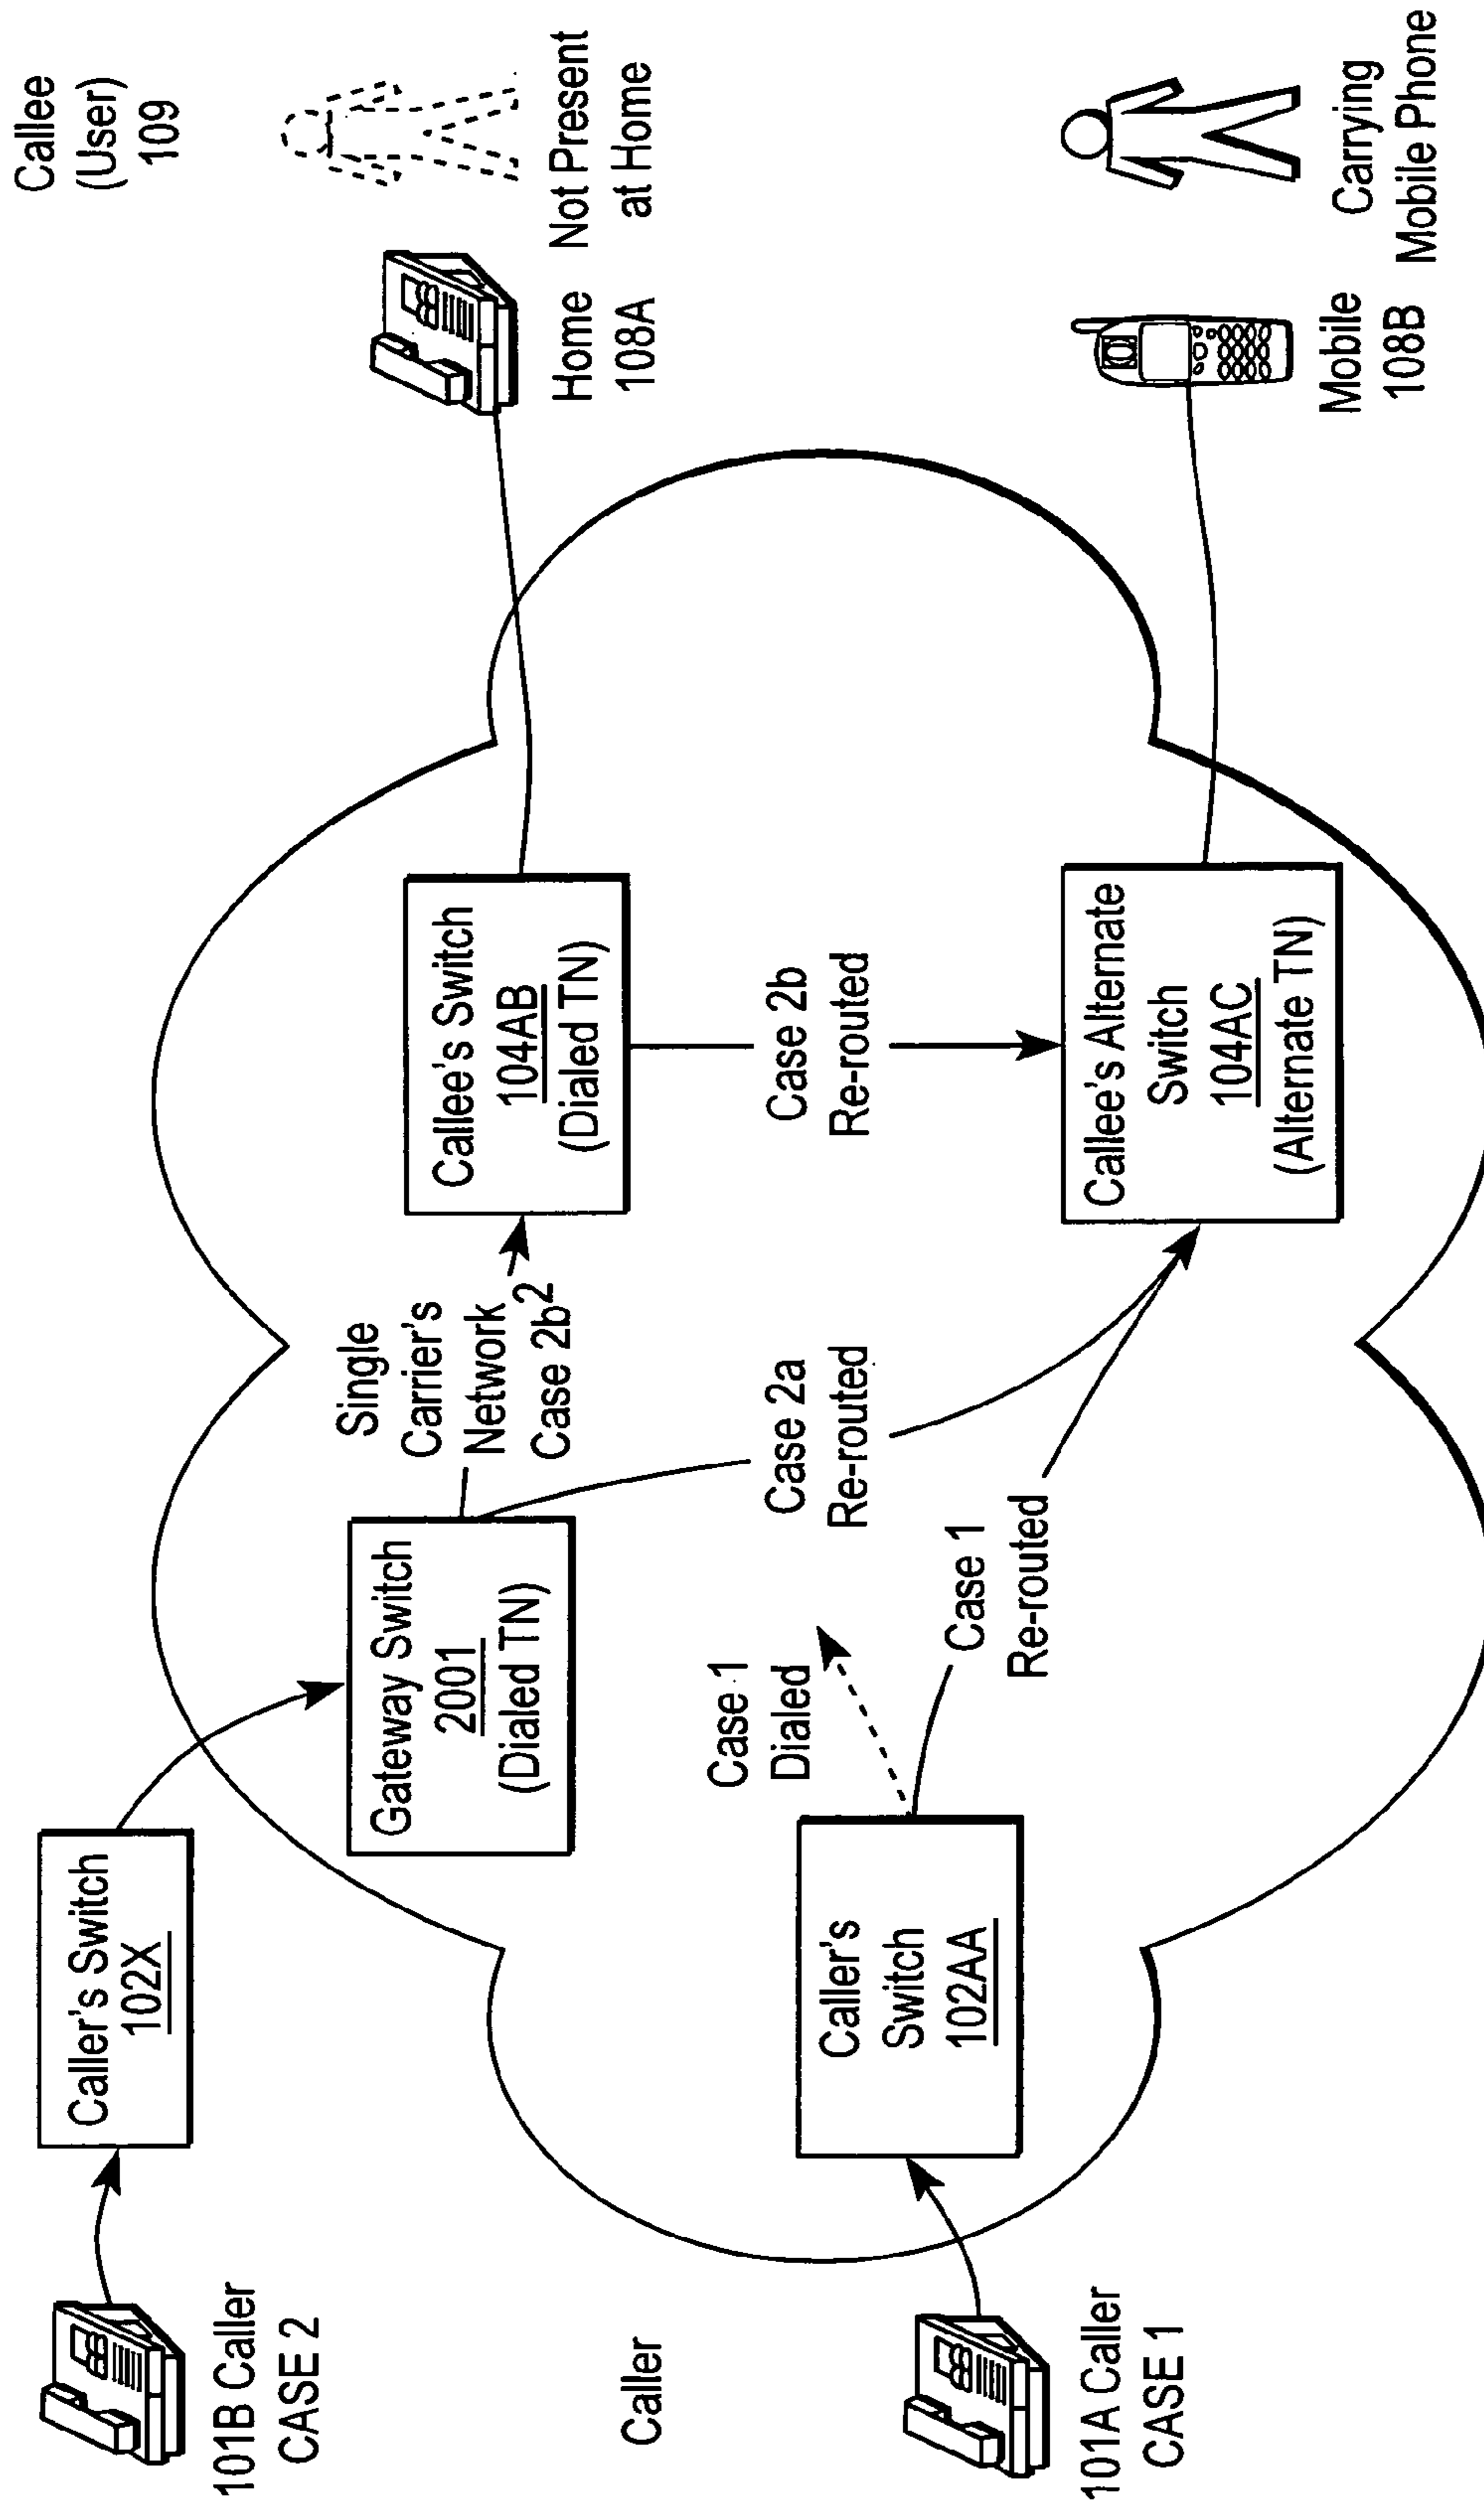 101B Caller
CASE 2
Caller's Switch
102X
Gateway Switch
2001
(Dialed TN)
Single
Carrier's
Network
Case 2b²
Callee's Switch
104AB
(Dialed TN)
Home
108A
Not Present
at Home
Callee
(User)
109
Caller
Case 1
Dialed
Case 2a
Re-routed
Case 2b
Re-routed
101A Caller
CASE 1
Caller's
Switch
102AA
Case 1
Re-routed
Callee's Alternate
Switch
104AC
(Alternate TN)
Mobile
108B
Carrying
Mobile Phone